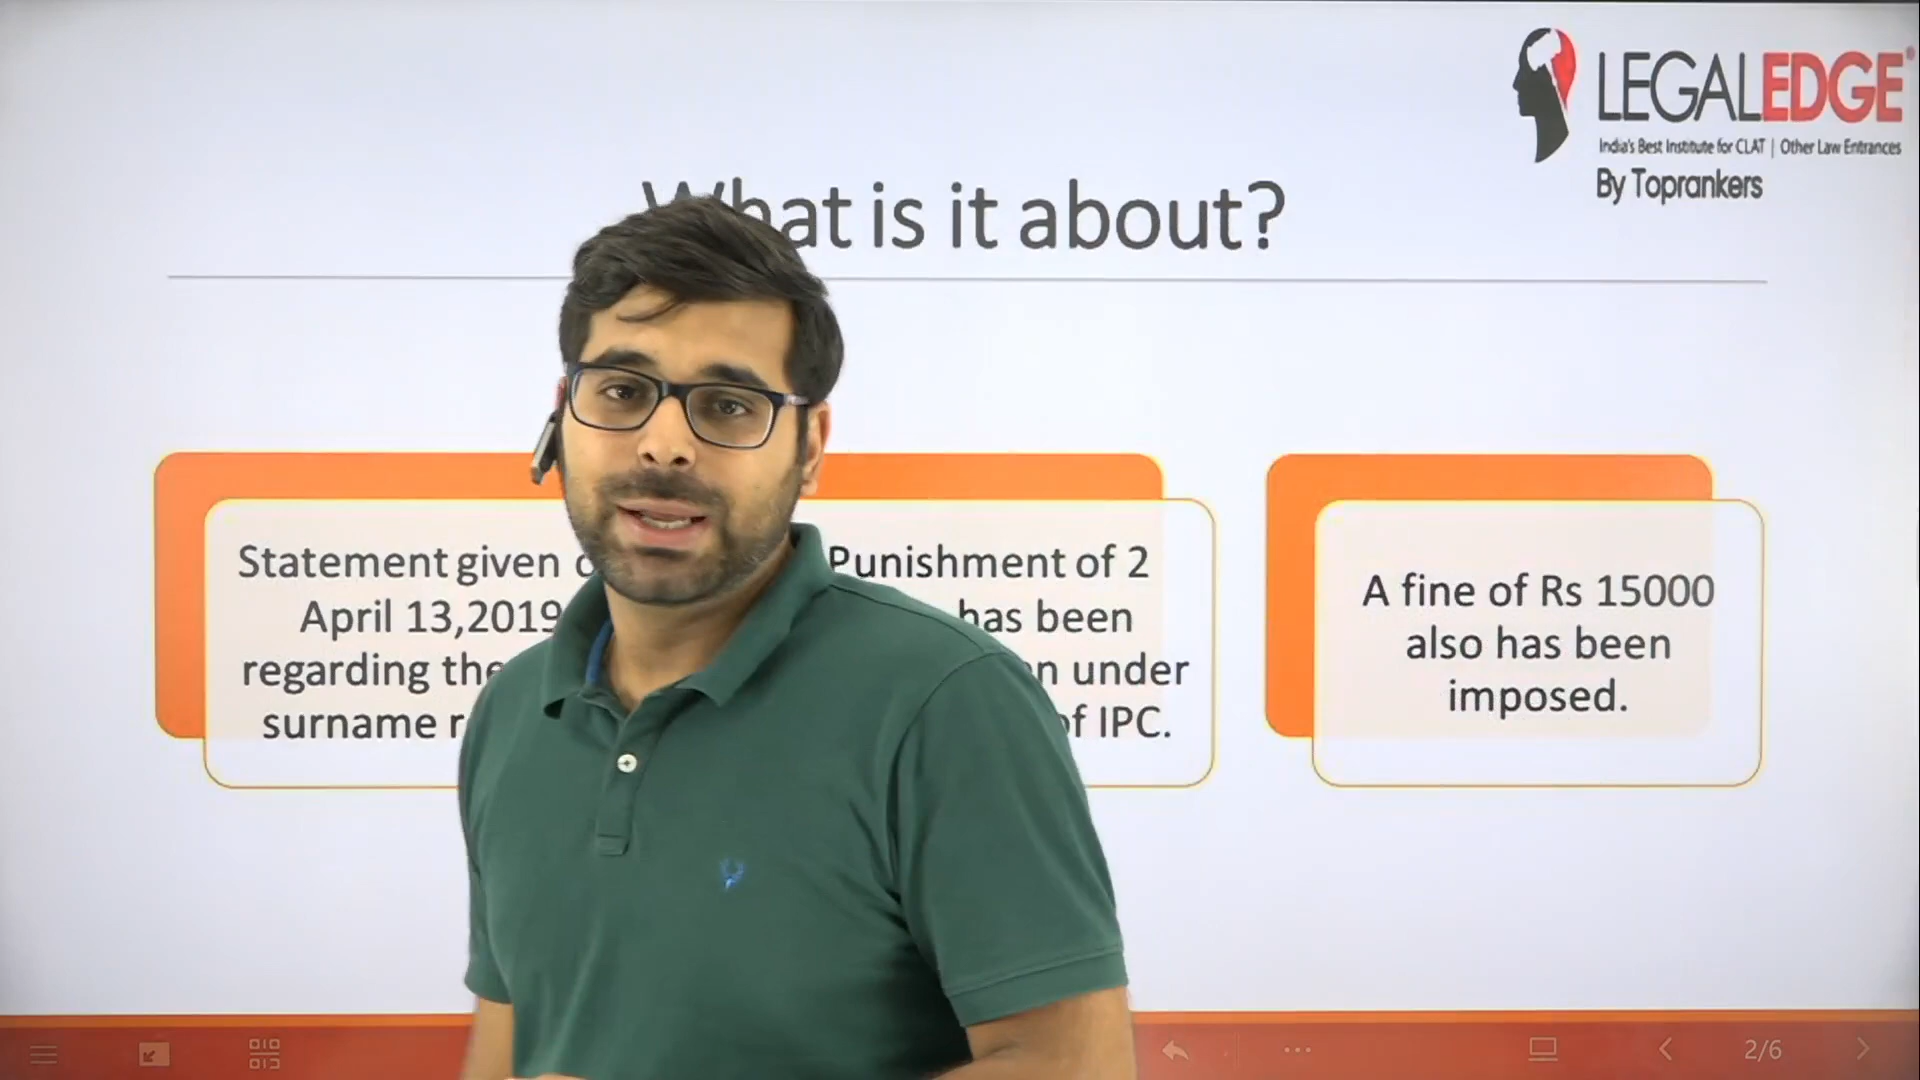 LEGALEDGE®
India's Best Institute for CLAT | Other Law Entrances
By Toprankers
What is it about?
Statement given
April 13,2019
regarding the
surname
Punishment of 2
has been
under
of IPC.
A fine of Rs 15000
also has been
imposed.
2/6